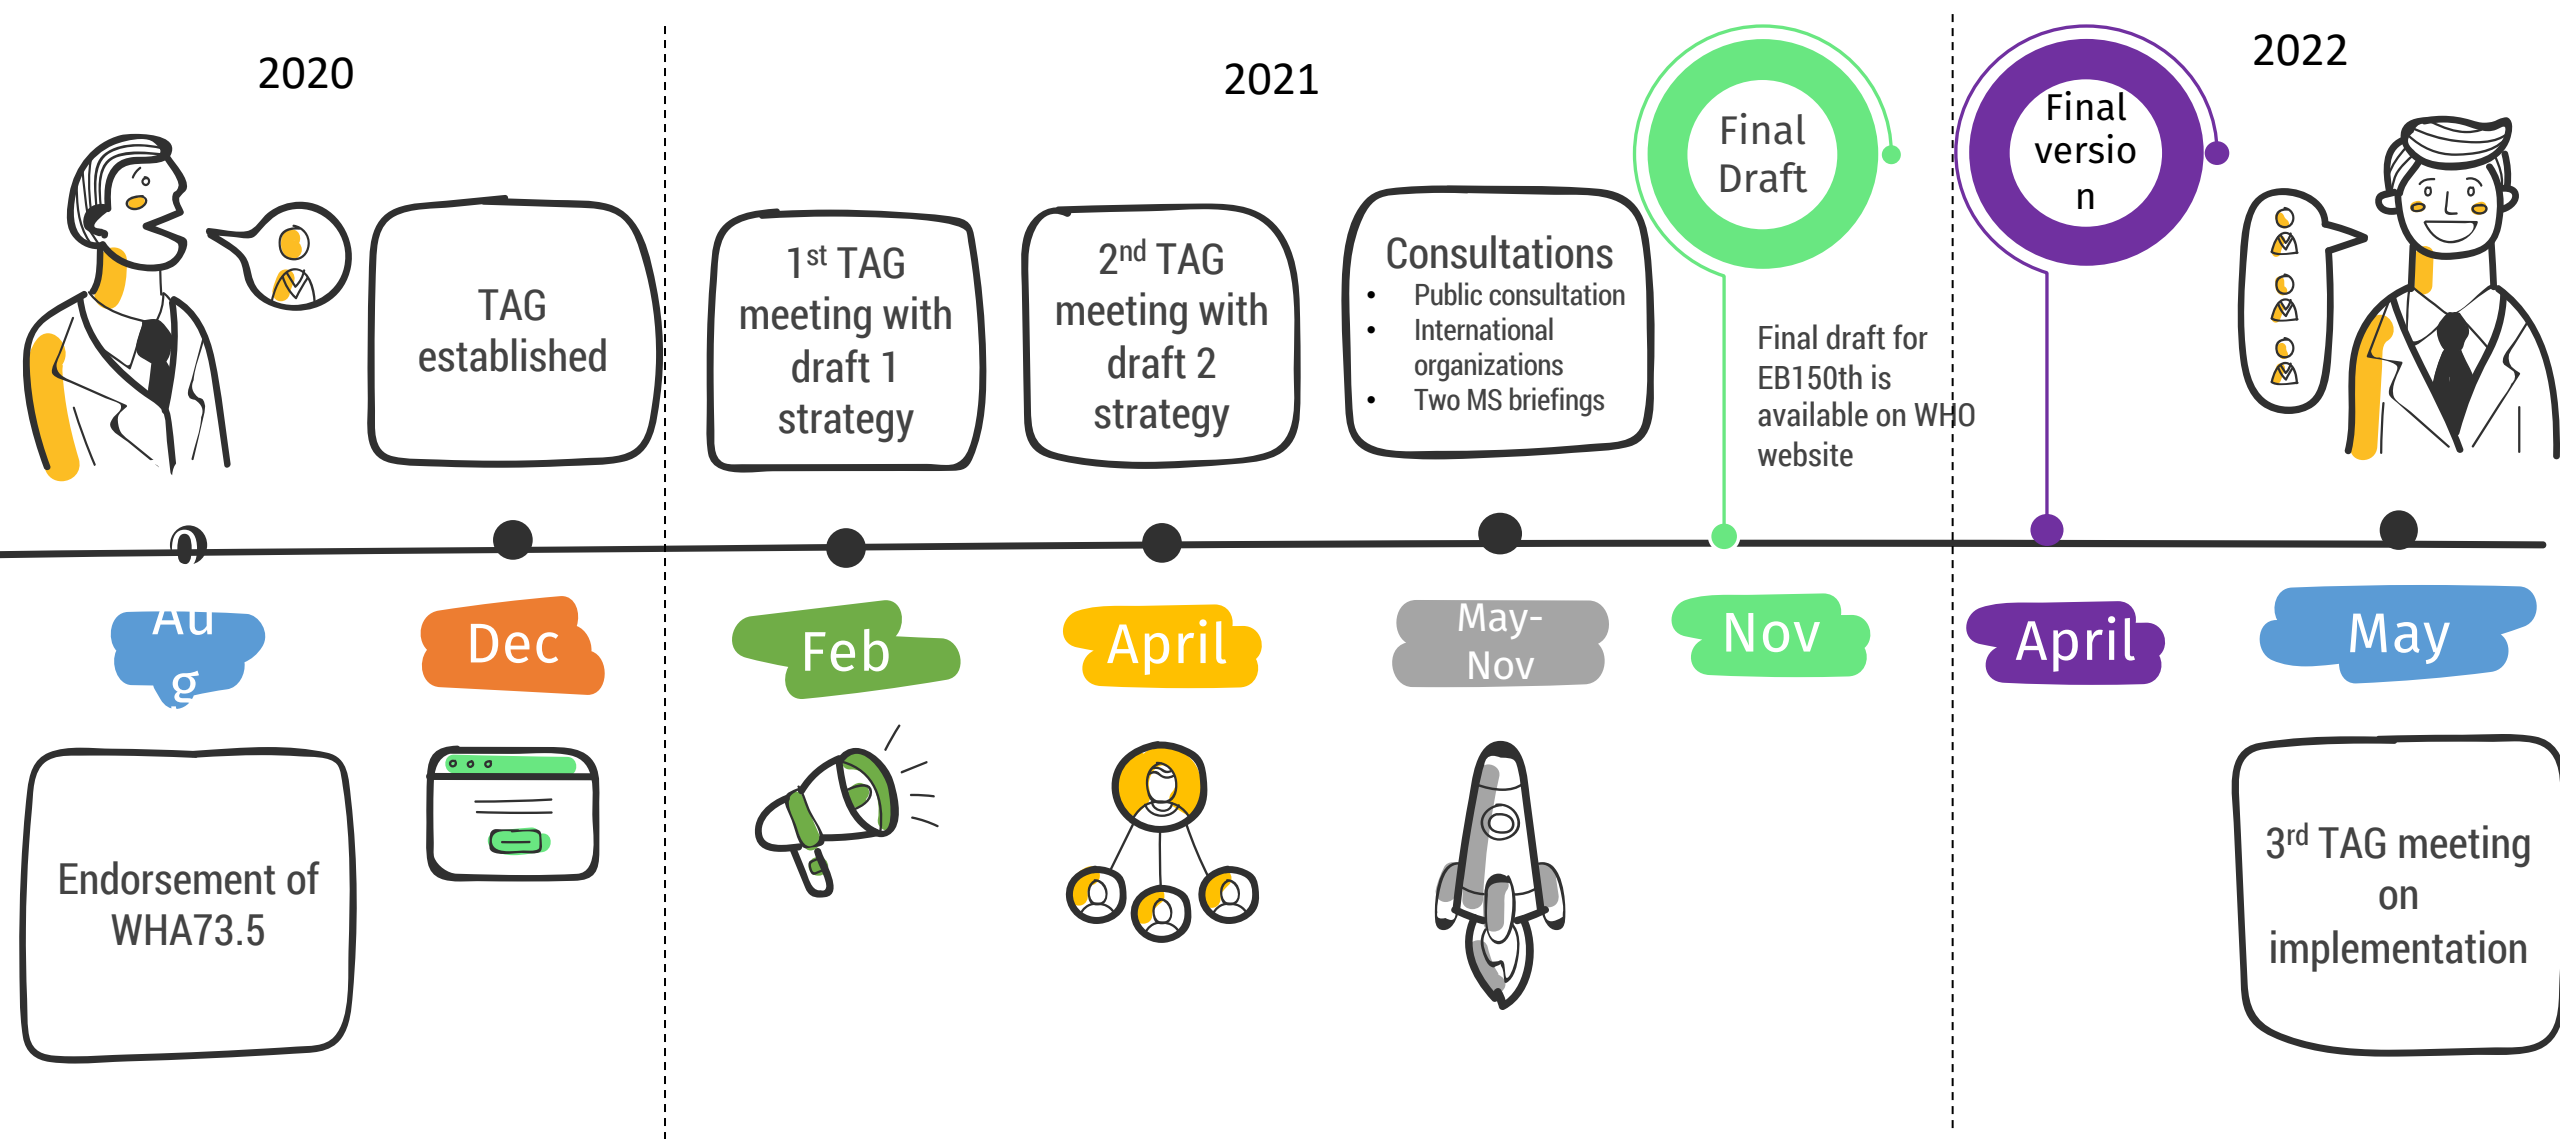 2020
2021
2022
TAG
established
1st TAG
meeting with
draft 1
strategy
2nd TAG
meeting with
draft 2
strategy
Consultations
• Public consultation
• International
organizations
• Two MS briefings
Final
Draft
Final draft for
EB150th is
available on WHO
website
Final
versio
n
0
Au
g
Dec
Feb
April
May-
Nov
Nov
April
May
Endorsement of
WHA73.5
3rd TAG meeting
on
implementation